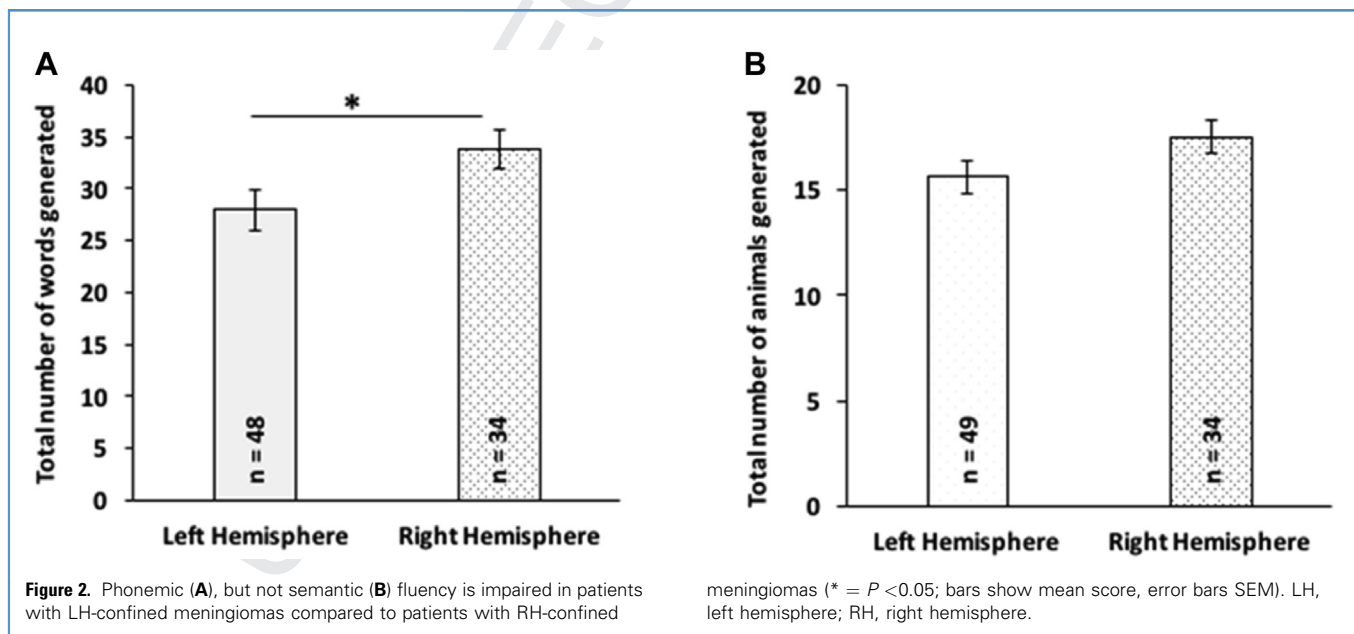 A
Total number of words generated
40
35
30
25
20
15
10
5
0
*
n = 48
n = 34
Left Hemisphere Right Hemisphere
B
Total number of animals generated
20
15
10
5
0
n = 49
n = 34
Left Hemisphere Right Hemisphere
Figure 2. Phonemic (A), but not semantic (B) fluency is impaired in patients
with LH-confined meningiomas compared to patients with RH-confined
meningiomas (* = P <0.05; bars show mean score, error bars SEM). LH,
left hemisphere; RH, right hemisphere.